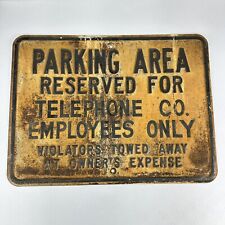 PARKING AREA
RESERVED FOR
TELEPHONE CO.
EMPLOYEES ONLY
VIOLATORS TOWED AWAY
AT OWNER'S EXPENSE